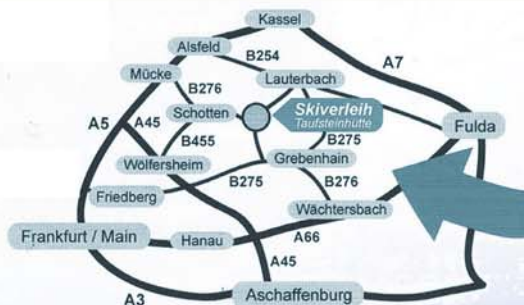 Kassel
Alsfeld
A7
B254
Mücke
Lauterbach
B276
Skiverleih
Taufsteinhütte
Schotten
A5
A45
Fulda
B275
B455
Wölfersheim
Grebenhain
B275
B276
Friedberg
Wächtersbach
Frankfurt / Main
Hanau
A66
A45
A3
Aschaffenburg